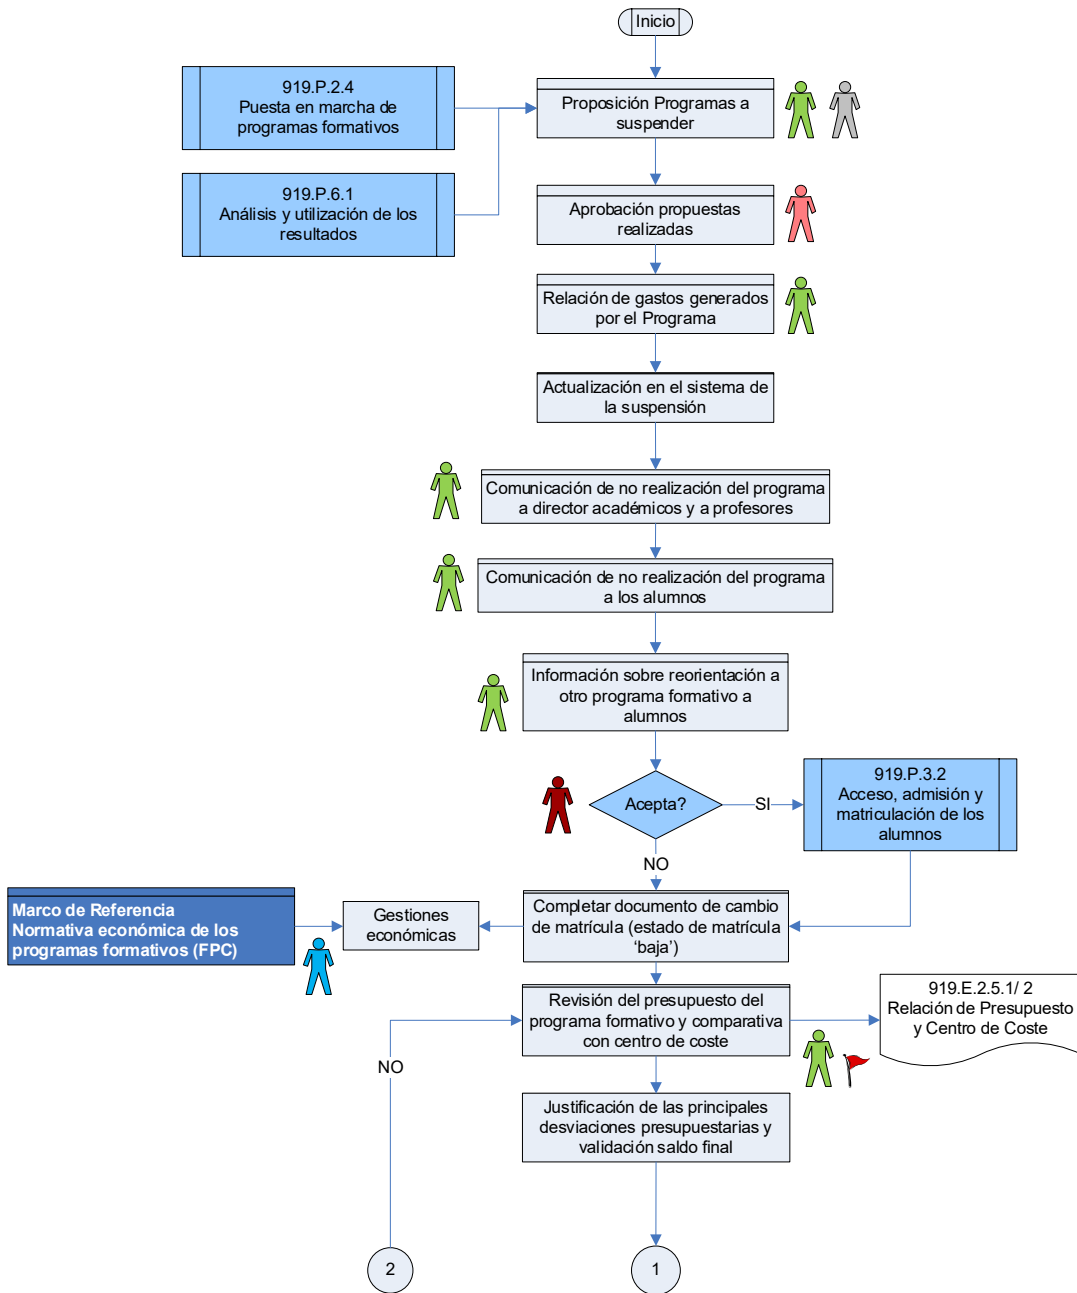 Inicio
919.P.2.4
Puesta en marcha de
programas formativos
Proposición Programas a
suspender
919.P.6.1
Análisis y utilización de los
resultados
Aprobación propuestas
realizadas
Relación de gastos generados
por el Programa
Actualización en el sistema de
la suspensión
Comunicación de no realización del programa
a director académicos y a profesores
Comunicación de no realización del programa
a los alumnos
Información sobre reorientación a
otro programa formativo a
alumnos
Acepta?
SI
919.P.3.2
Acceso, admisión y
matriculación de los
alumnos
NO
Marco de Referencia
Normativa económica de los
programas formativos (FPC)
Gestiones
económicas
Completar documento de cambio
de matrícula (estado de matrícula
‘baja’)
Revisión del presupuesto del
programa formativo y comparativa
con centro de coste
919.E.2.5.1/ 2
Relación de Presupuesto
y Centro de Coste
NO
Justificación de las principales
desviaciones presupuestarias y
validación saldo final
2
1